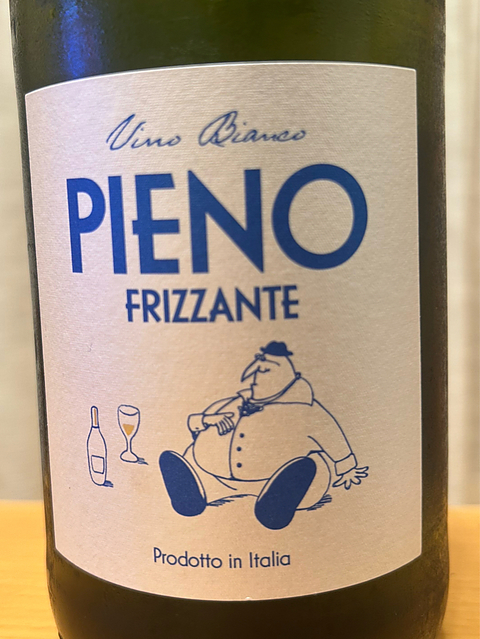 Vino Bianco
PIENO
FRIZZANTE
Prodotto in Italia